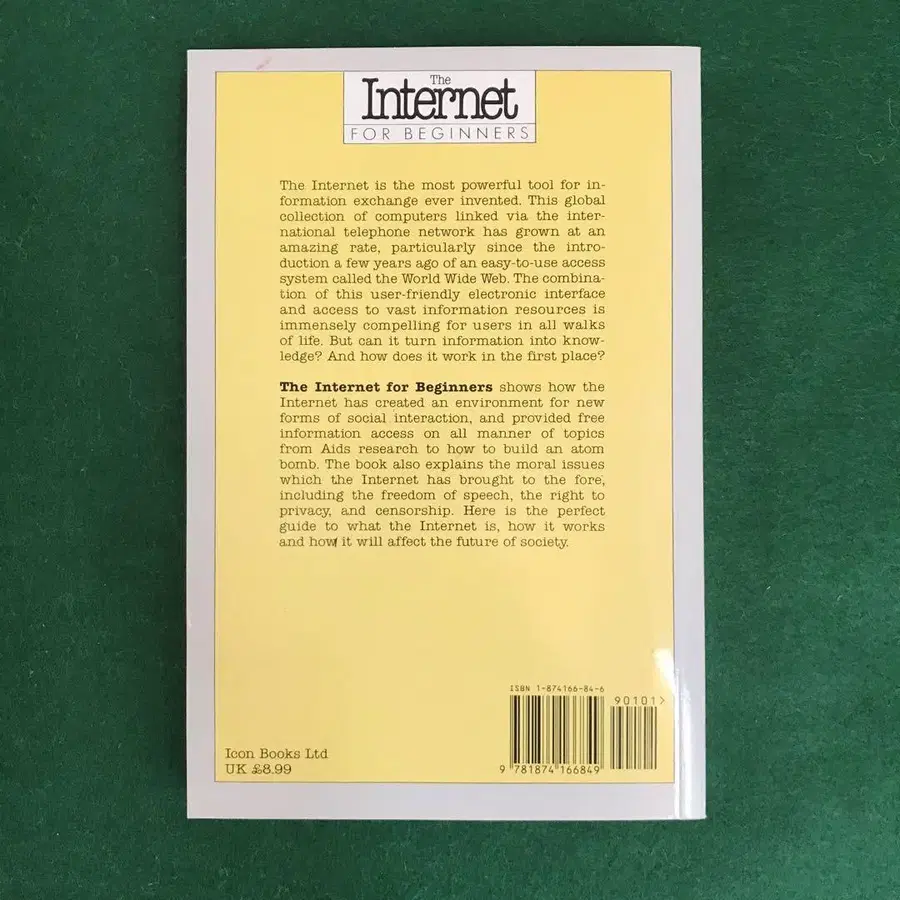 The
Internet
FOR BEGINNERS
The Internet is the most powerful tool for in-
formation exchange ever invented. This global
collection of computers linked via the inter-
national telephone network has grown at an
amazing rate, particularly since the intro-
duction a few years ago of an easy-to-use access
system called the World Wide Web. The combina-
tion of this user-friendly electronic interface
and access to vast information resources is
immensely compelling for users in all walks
of life. But can it turn information into know-
ledge? And how does it work in the first place?
The Internet for Beginners shows how the
Internet has created an environment for new
forms of social interaction, and provided free
information access on all manner of topics
from Aids research to how to build an atom
bomb. The book also explains the moral issues
which the Internet has brought to the fore,
including the freedom of speech, the right to
privacy, and censorship. Here is the perfect
guide to what the Internet is, how it works
and how it will affect the future of society.
ISBN 1-874166-84-6
90101>
9 781874 166849
Icon Books Ltd
UK £8.99